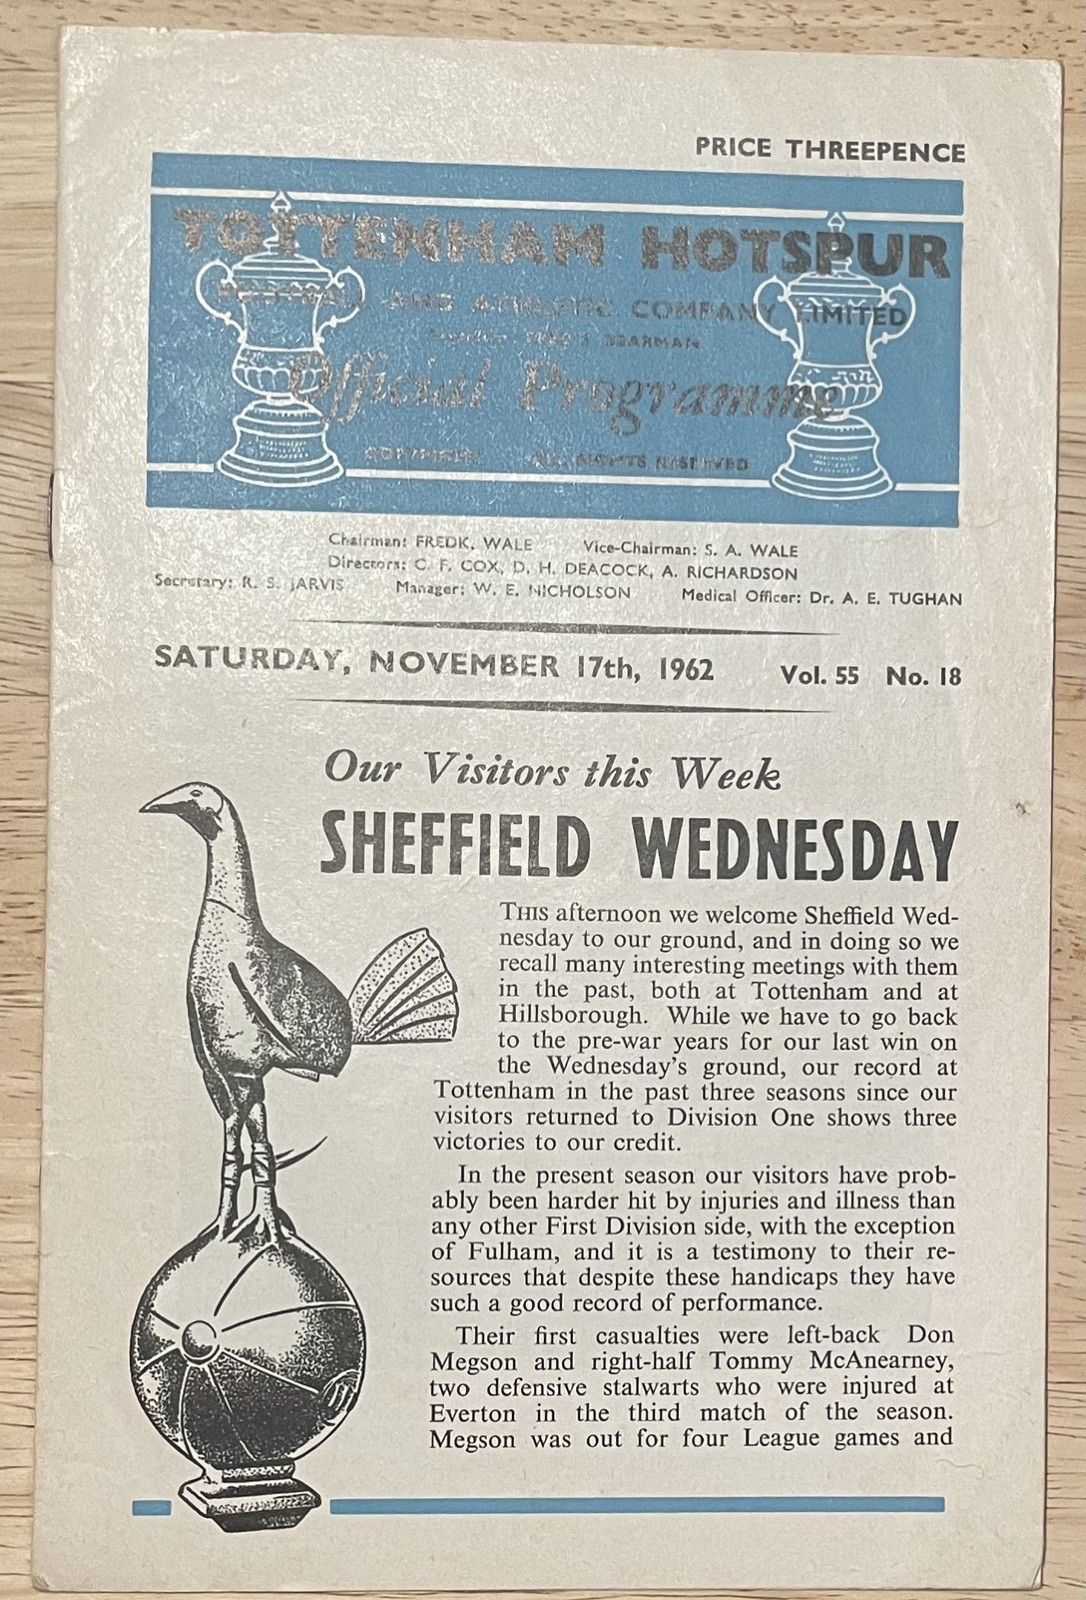 PRICE THREEPENCE
TOTTENHAM HOTSPUR
FOOTBALL AND ATHLETIC COMPANY LIMITED
BEARMAN
Official Programme
COPYRIGHT ALL RIGHTS RESERVED
Chairman: FREDK. WALE Vice-Chairman: S. A. WALE
Directors: C. F. COX, D. H. DEACOCK, A. RICHARDSON
Secretary: R. S. JARVIS Manager: W. E. NICHOLSON Medical Officer: Dr. A. E. TUGHAN
SATURDAY, NOVEMBER 17th, 1962 Vol. 55 No. 18
Our Visitors this Week
SHEFFIELD WEDNESDAY
THIS afternoon we welcome Sheffield Wed-
nesday to our ground, and in doing so we
recall many interesting meetings with them
in the past, both at Tottenham and at
Hillsborough. While we have to go back
to the pre-war years for our last win on
the Wednesday's ground, our record at
Tottenham in the past three seasons since our
visitors returned to Division One shows three
victories to our credit.
In the present season our visitors have prob-
ably been harder hit by injuries and illness than
any other First Division side, with the exception
of Fulham, and it is a testimony to their re-
sources that despite these handicaps they have
such a good record of performance.
Their first casualties were left-back Don
Megson and right-half Tommy McAnearney,
two defensive stalwarts who were injured at
Everton in the third match of the season.
Megson was out for four League games and